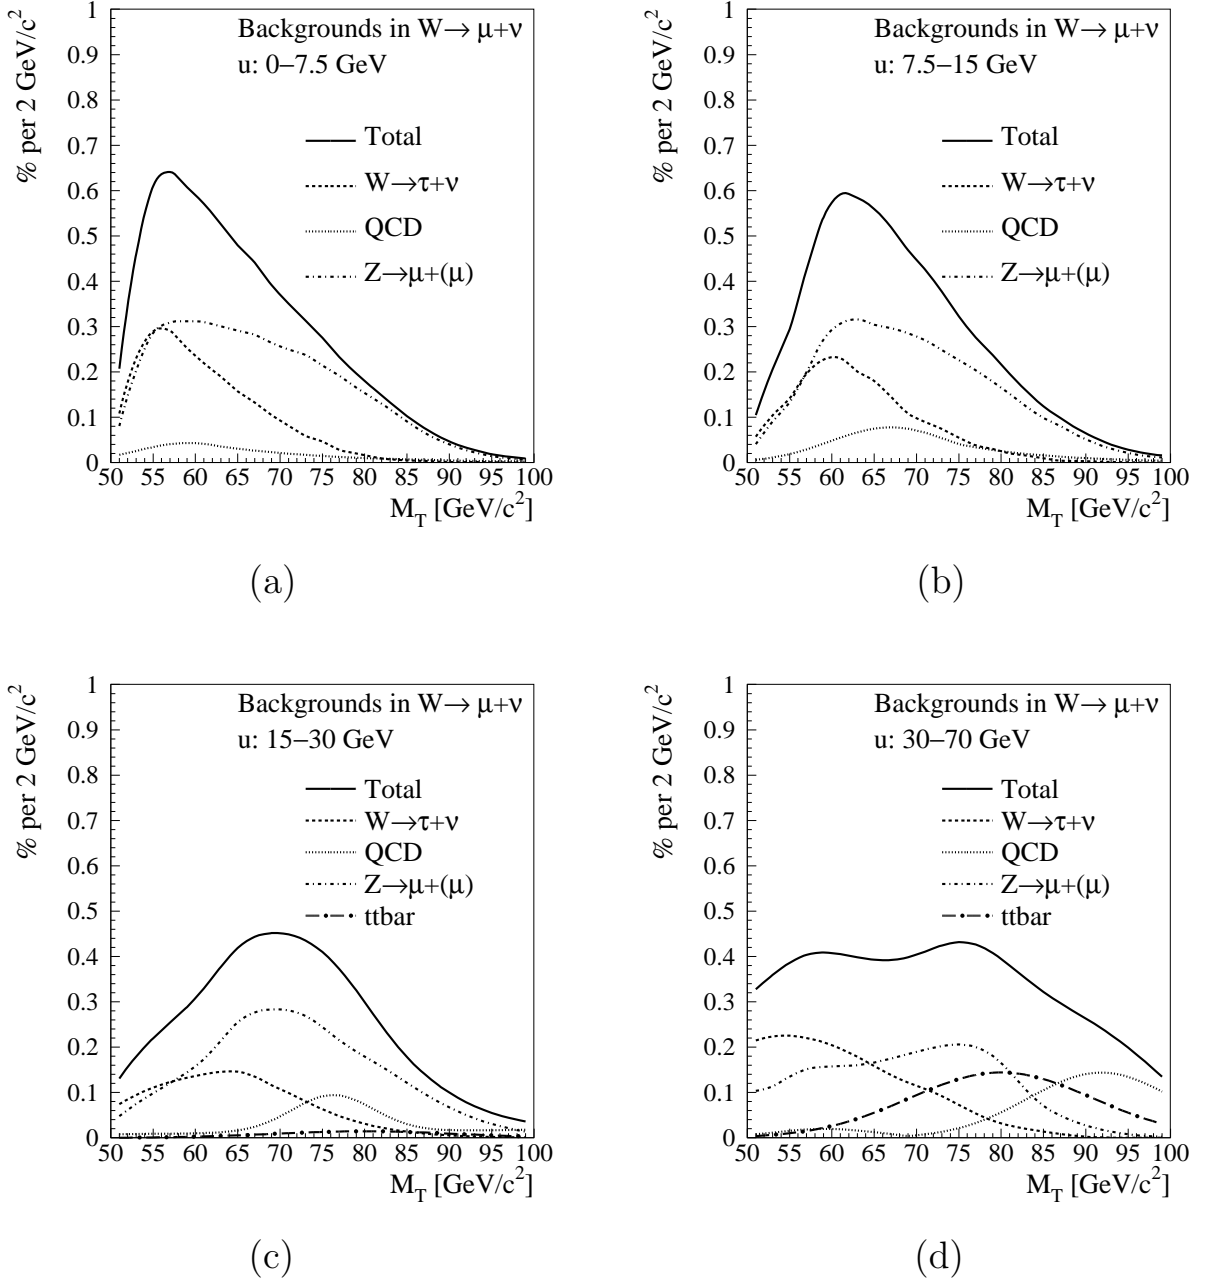 Backgrounds in W→ μ+ν
u: 0–7.5 GeV
Total
W→τ+ν
QCD
Z→μ+(μ)
% per 2 GeV/c²
1
0.9
0.8
0.7
0.6
0.5
0.4
0.3
0.2
0.1
0
50 55 60 65 70 75 80 85 90 95 100
M_T [GeV/c²]
(a)
Backgrounds in W→ μ+ν
u: 7.5–15 GeV
Total
W→τ+ν
QCD
Z→μ+(μ)
% per 2 GeV/c²
1
0.9
0.8
0.7
0.6
0.5
0.4
0.3
0.2
0.1
0
50 55 60 65 70 75 80 85 90 95 100
M_T [GeV/c²]
(b)
Backgrounds in W→ μ+ν
u: 15–30 GeV
Total
W→τ+ν
QCD
Z→μ+(μ)
ttbar
% per 2 GeV/c²
1
0.9
0.8
0.7
0.6
0.5
0.4
0.3
0.2
0.1
0
50 55 60 65 70 75 80 85 90 95 100
M_T [GeV/c²]
(c)
Backgrounds in W→ μ+ν
u: 30–70 GeV
Total
W→τ+ν
QCD
Z→μ+(μ)
ttbar
% per 2 GeV/c²
1
0.9
0.8
0.7
0.6
0.5
0.4
0.3
0.2
0.1
0
50 55 60 65 70 75 80 85 90 95 100
M_T [GeV/c²]
(d)